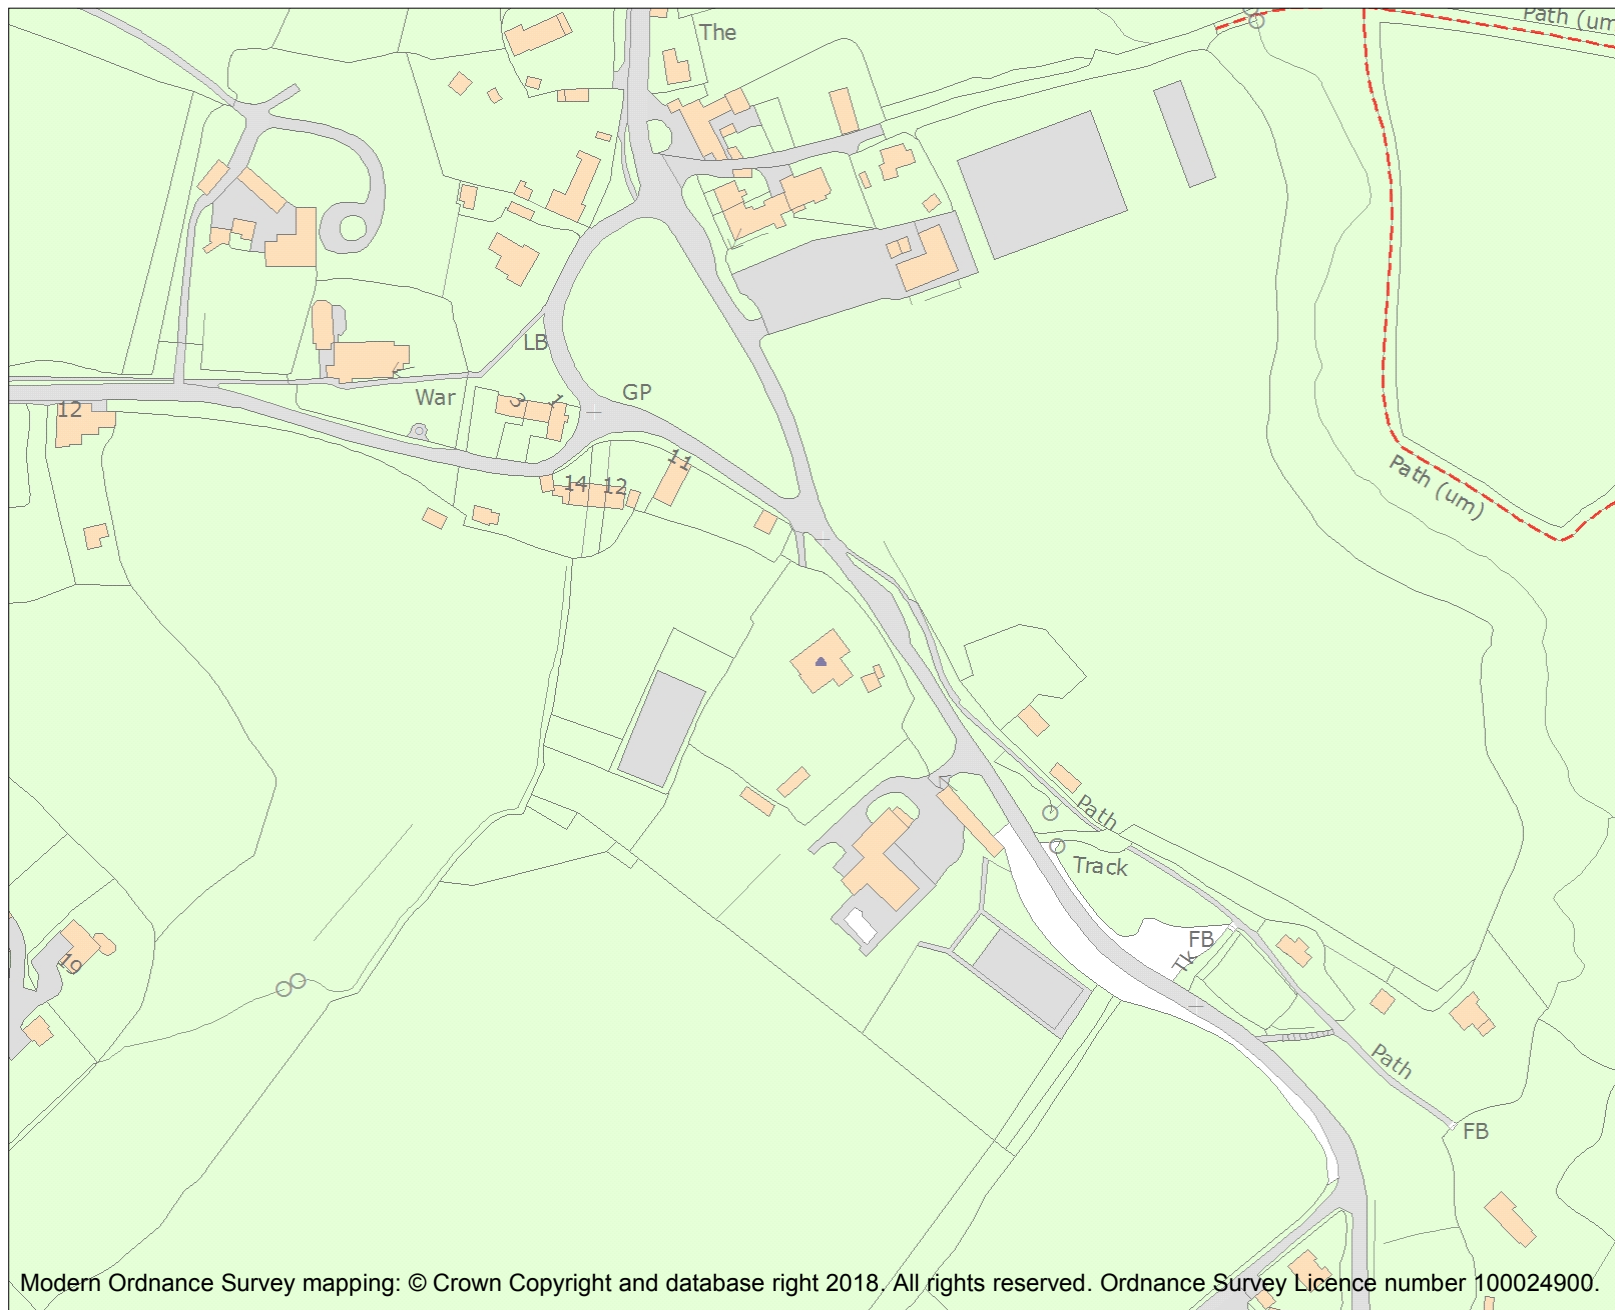 Path (um
The
LB
War
GP
3
1
12
11
14
12
Path (um)
Path
Track
FB
Tk
19
Path
FB
Modern Ordnance Survey mapping: © Crown Copyright and database right 2018. All rights reserved. Ordnance Survey Licence number 100024900.